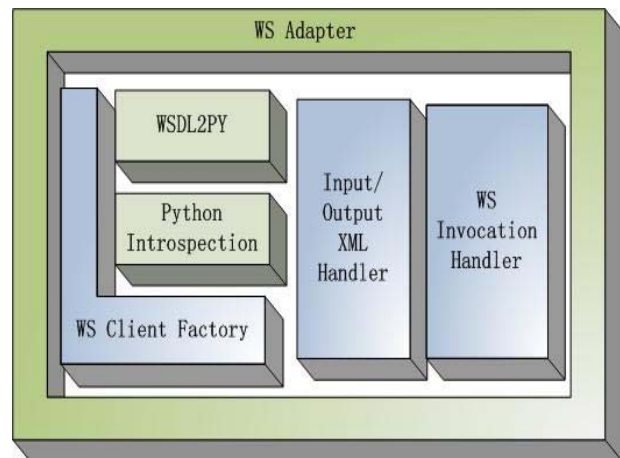 WS Adapter
WSDL2PY
Python
Introspection
WS Client Factory
Input/
Output
XML
Handler
WS
Invocation
Handler